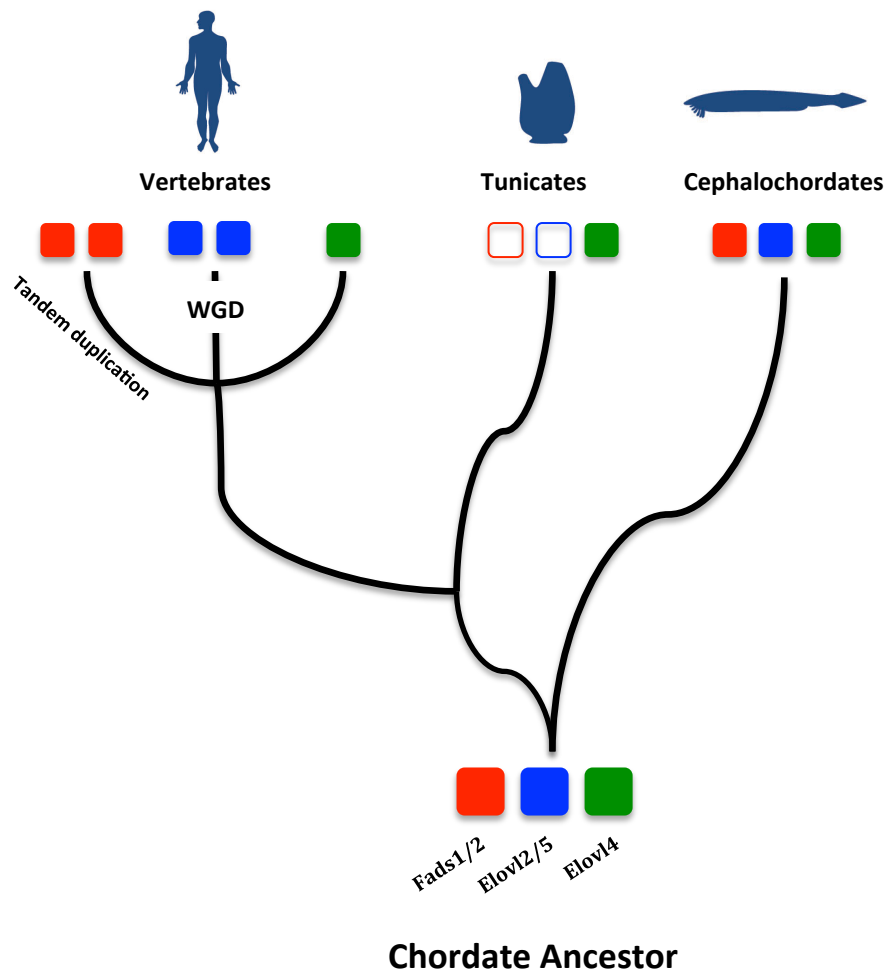 Vertebrates
Tunicates
Cephalochordates
Tandem duplication
WGD
Fads1/2
Elovl2/5
Elovl4
Chordate Ancestor